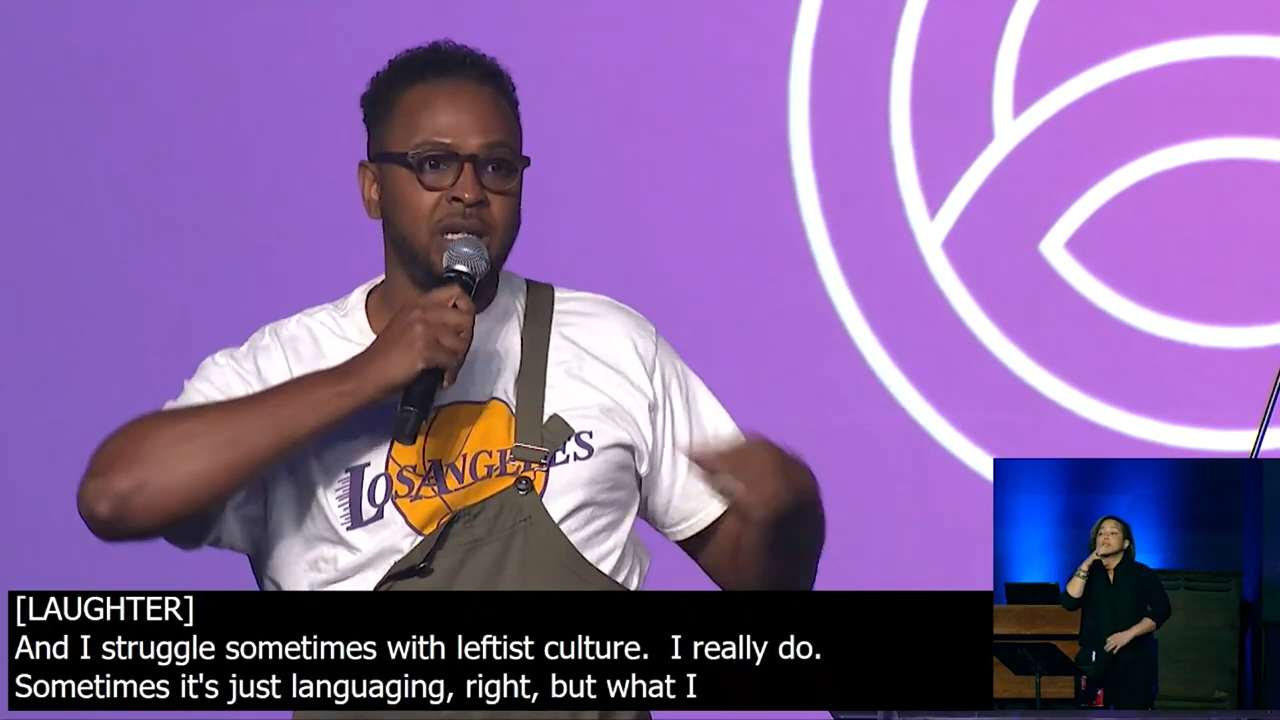 LOS ANGELES
[LAUGHTER]
And I struggle sometimes with leftist culture.  I really do.
Sometimes it's just languaging, right, but what I